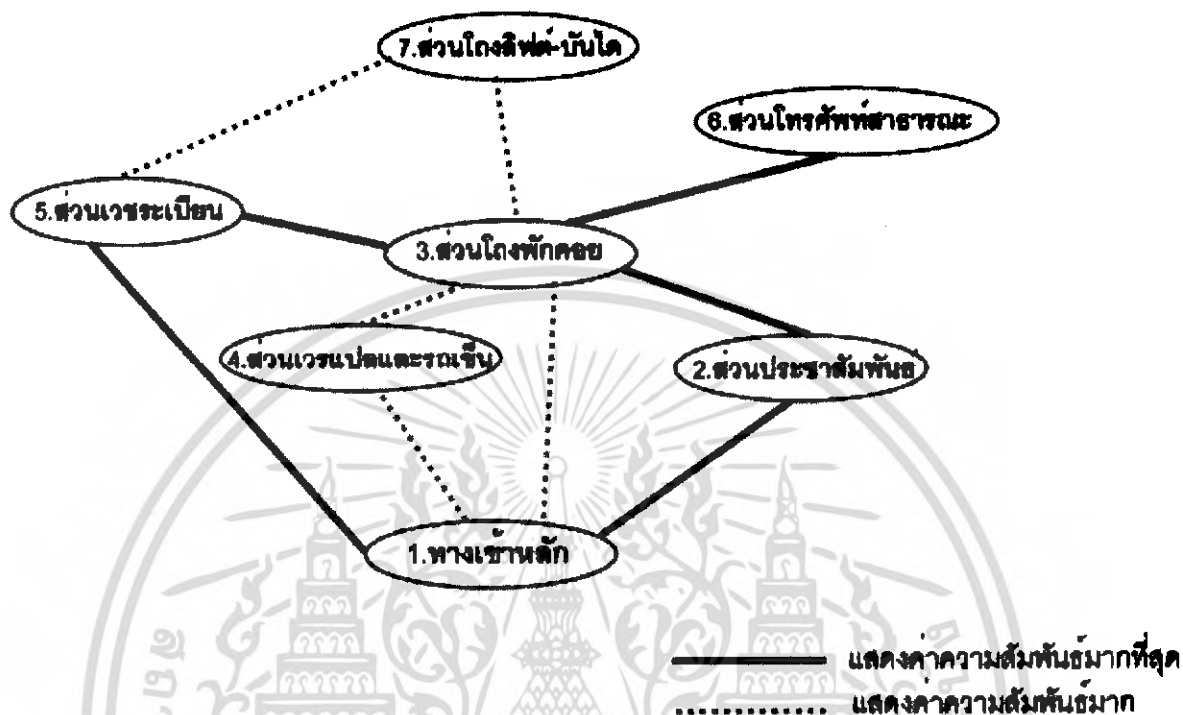 7.ส่วนโถงลิฟต์-บันได
6.ส่วนโทรศัพท์สาธารณะ
5.ส่วนเวชระเบียน
3.ส่วนโถงพักคอย
4.ส่วนเวรแปลและรถเข็น
2.ส่วนประชาสัมพันธ์
1.ทางเข้าหลัก
แสดงค่าความสัมพันธ์มากที่สุด
แสดงค่าความสัมพันธ์มาก